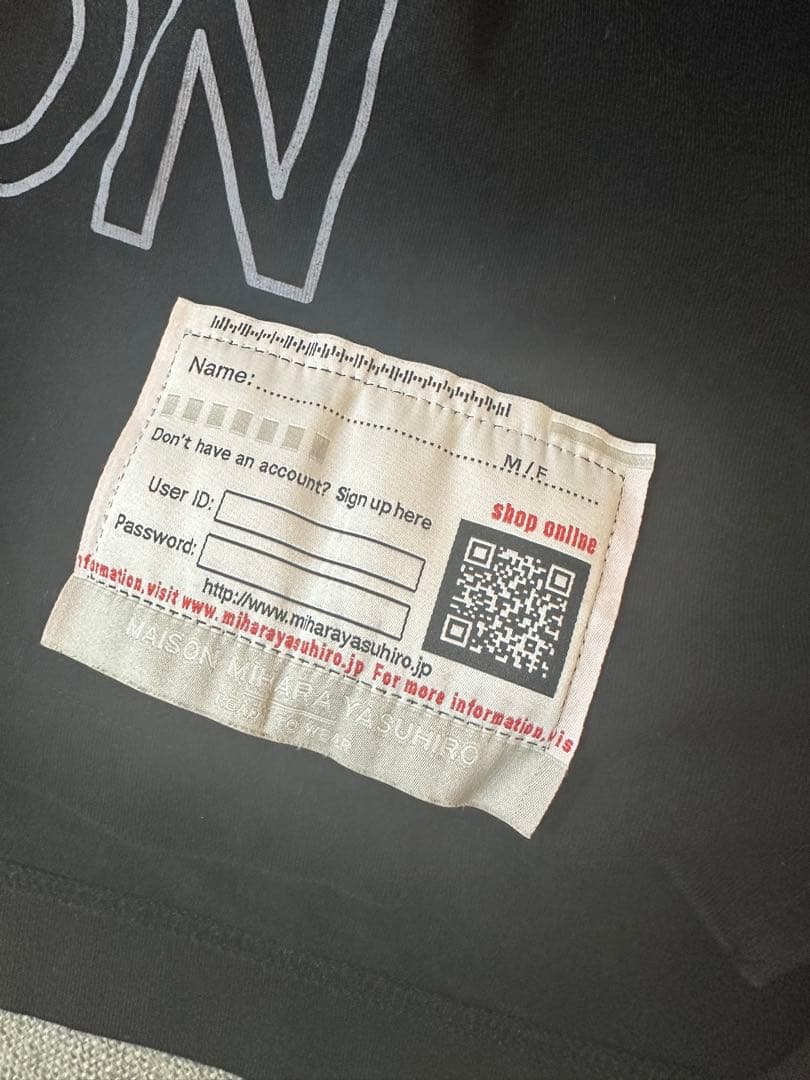 ON
Name:
M / F
Don't have an account? Sign up here
User ID:
Password:
shop online
http://www.miharayasuhiro.jp
nformation,visit www.miharayasuhiro.jp For more information,vis
MAISON MIHARA YASUHIRO
READY TO WEAR